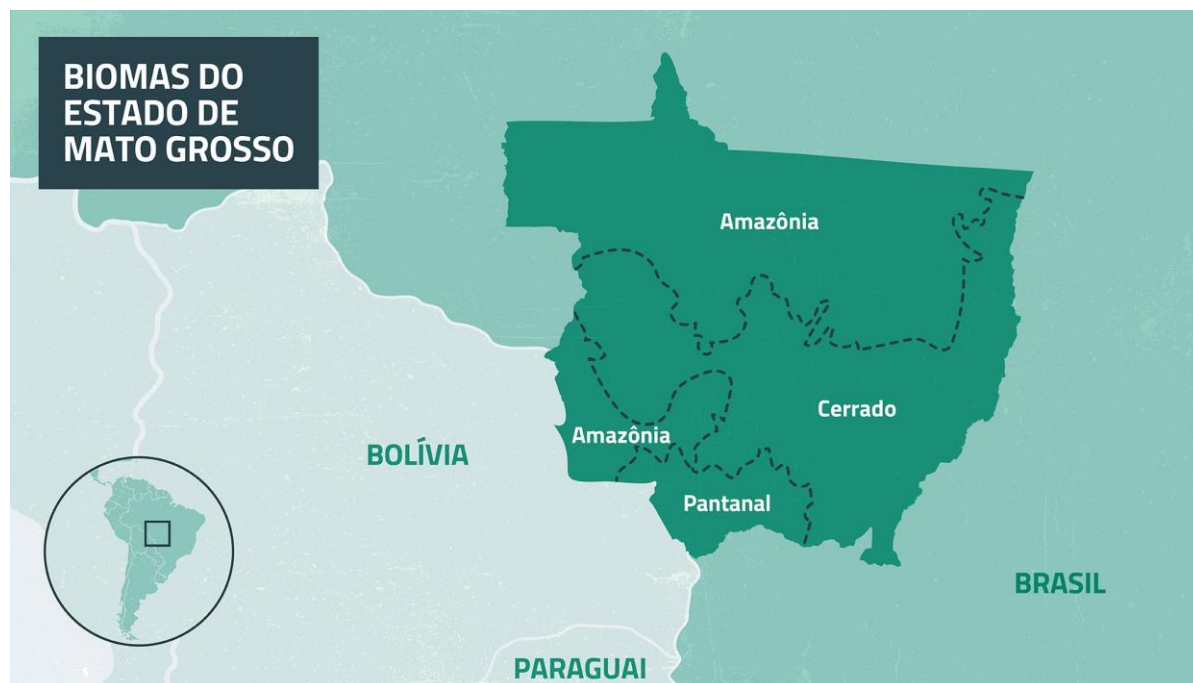 BIOMAS DO
ESTADO DE
MATO GROSSO
Amazônia
Cerrado
Amazônia
BOLÍVIA
Pantanal
BRASIL
PARAGUAI